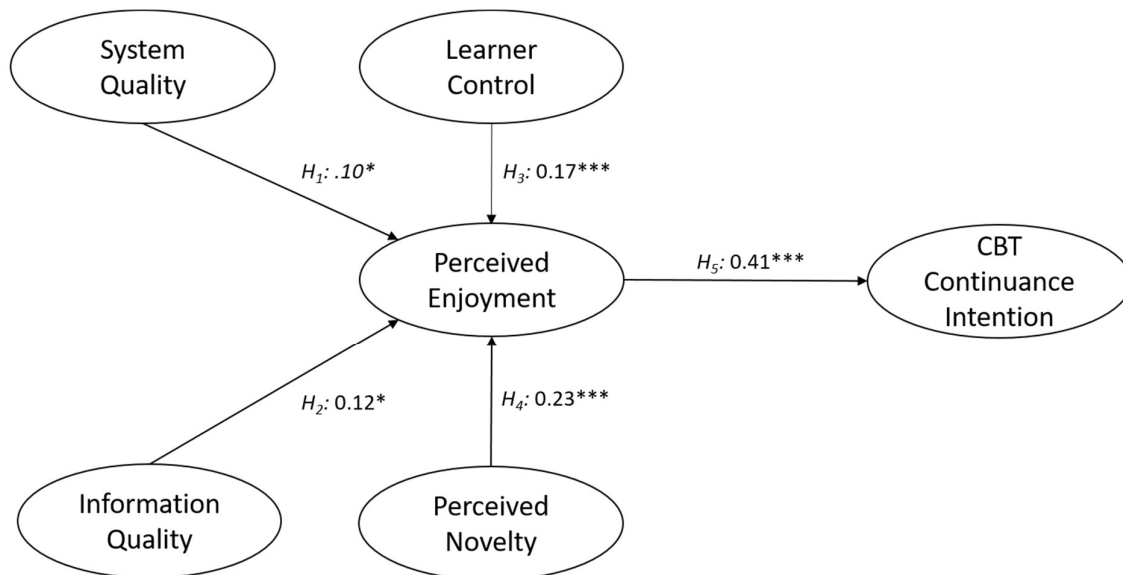 System
Quality
Learner
Control
H₁: .10*
H₃: 0.17***
Perceived
Enjoyment
H₅: 0.41***
CBT
Continuance
Intention
H₂: 0.12*
H₄: 0.23***
Information
Quality
Perceived
Novelty